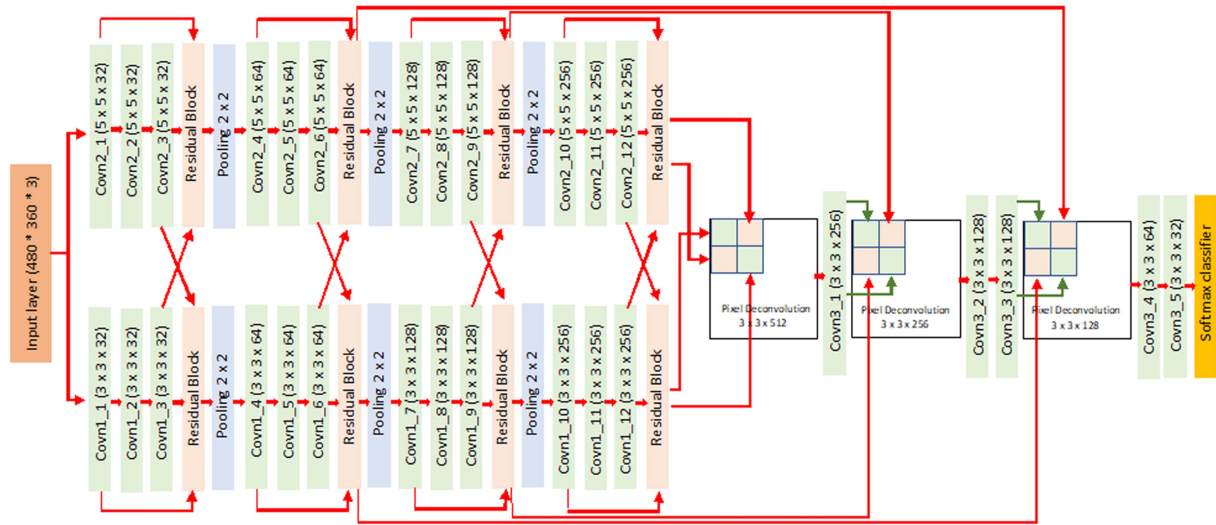 Input layer (480 * 360 * 3)
Covn2_1 (5 x 5 x 32)
Covn2_2 (5 x 5 x 32)
Covn2_3 (5 x 5 x 32)
Residual Block
Pooling 2 x 2
Covn2_4 (5 x 5 x 64)
Covn2_5 (5 x 5 x 64)
Covn2_6 (5 x 5 x 64)
Residual Block
Pooling 2 x 2
Covn2_7 (5 x 5 x 128)
Covn2_8 (5 x 5 x 128)
Covn2_9 (5 x 5 x 128)
Residual Block
Pooling 2 x 2
Covn2_10 (5 x 5 x 256)
Covn2_11 (5 x 5 x 256)
Covn2_12 (5 x 5 x 256)
Residual Block
Covn1_1 (3 x 3 x 32)
Covn1_2 (3 x 3 x 32)
Covn1_3 (3 x 3 x 32)
Residual Block
Pooling 2 x 2
Covn1_4 (3 x 3 x 64)
Covn1_5 (3 x 3 x 64)
Covn1_6 (3 x 3 x 64)
Residual Block
Pooling 2 x 2
Covn1_7 (3 x 3 x 128)
Covn1_8 (3 x 3 x 128)
Covn1_9 (3 x 3 x 128)
Residual Block
Pooling 2 x 2
Covn1_10 (3 x 3 x 256)
Covn1_11 (3 x 3 x 256)
Covn1_12 (3 x 3 x 256)
Residual Block
Pixel Deconvolution
3 x 3 x 512
Covn3_1 (3 x 3 x 256)
Pixel Deconvolution
3 x 3 x 256
Covn3_2 (3 x 3 x 128)
Covn3_3 (3 x 3 x 128)
Pixel Deconvolution
3 x 3 x 128
Covn3_4 (3 x 3 x 64)
Covn3_5 (3 x 3 x 32)
Softmax classifier